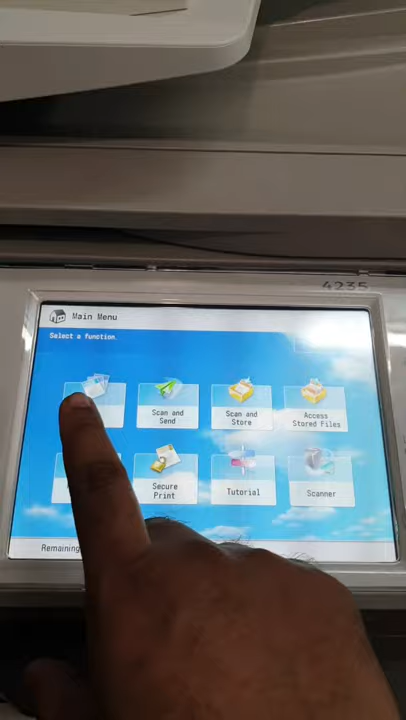 4235
Main Menu
Select a function.
Scan and
Send
Scan and
Store
Access
Stored Files
Secure
Print
Tutorial
Scanner
Remaining